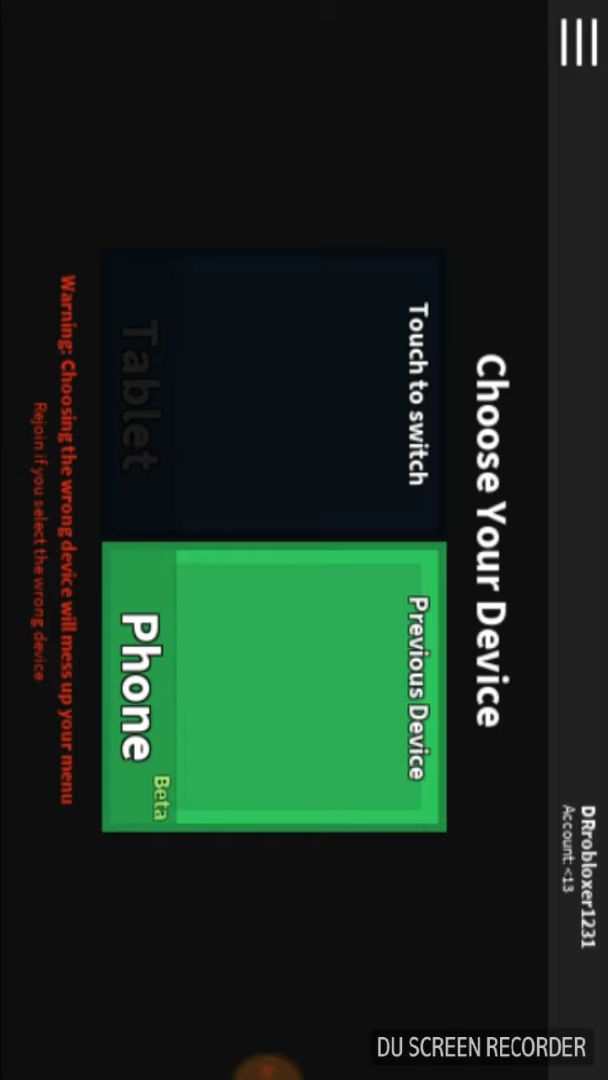 DRrobloxer1231
Account: <13
Choose Your Device
Touch to switch
Previous Device
Tablet
Phone
Beta
Warning: Choosing the wrong device will mess up your menu
Rejoin if you select the wrong device
DU SCREEN RECORDER